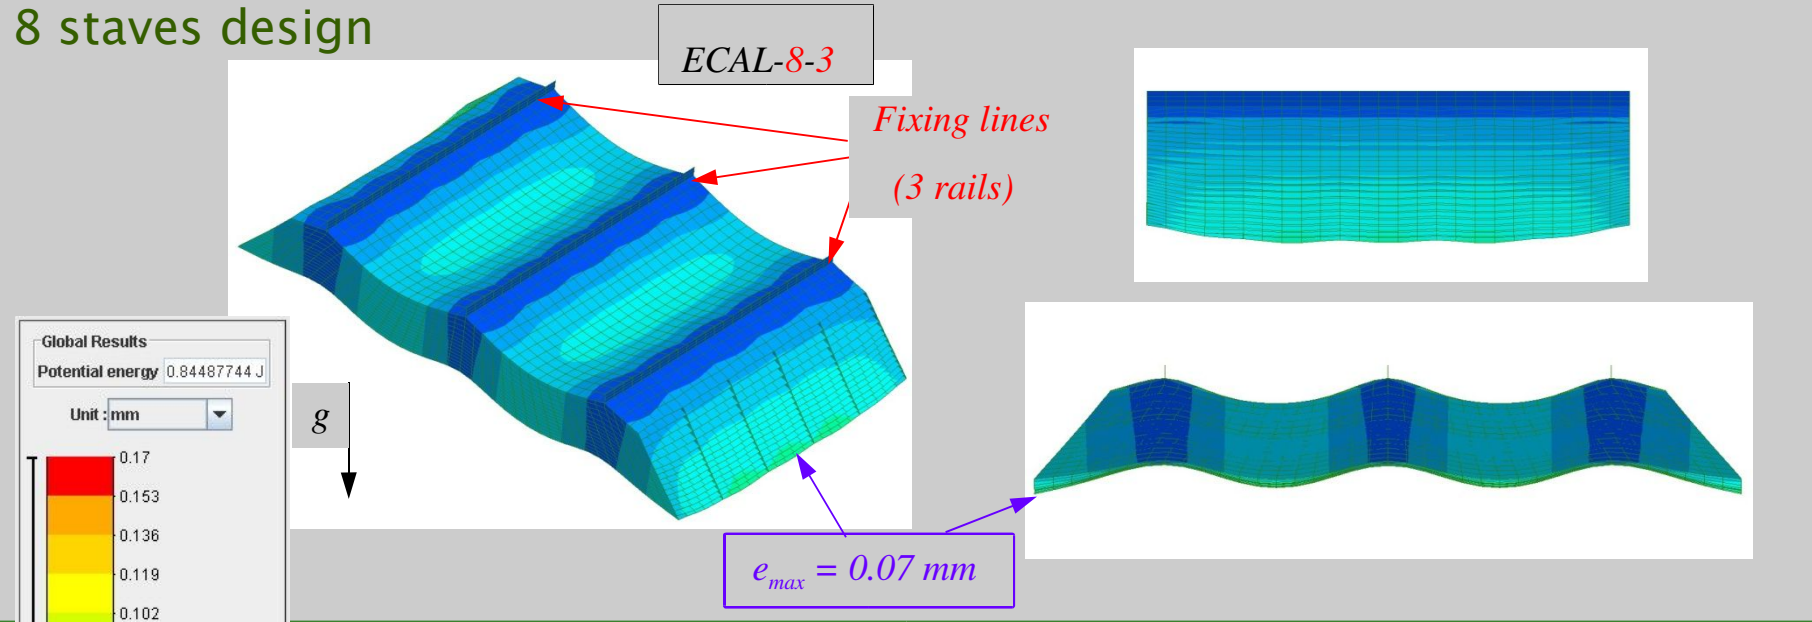 8 staves design
ECAL-8-3
Fixing lines
(3 rails)
Global Results
Potential energy 0.84487744 J
Unit : mm
g
0.17
0.153
0.136
0.119
0.102
emax = 0.07 mm